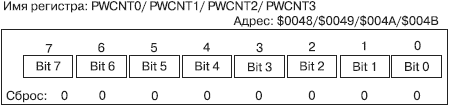 Имя регистра: PWCNT0/ PWCNT1/ PWCNT2/ PWCNT3
Адрес: $0048/$0049/$004A/$004B
7 6 5 4 3 2 1 0
Bit 7 Bit 6 Bit 5 Bit 4 Bit 3 Bit 2 Bit 1 Bit 0
Сброс: 0 0 0 0 0 0 0 0